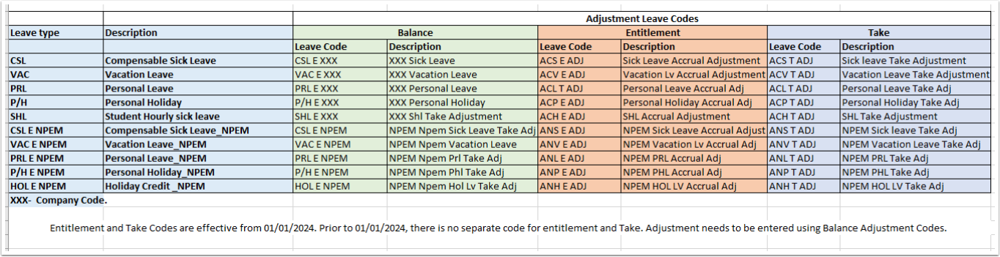 Adjustment Leave Codes
Leave type Description Balance Entitlement Take
Leave Code Description Leave Code Description Leave Code Description
CSL Compensable Sick Leave CSL E XXX XXX Sick Leave ACS E ADJ Sick Leave Accrual Adjustment ACS T ADJ Sick leave Take Adjustment
VAC Vacation Leave VAC E XXX XXX Vacation Leave ACV E ADJ Vacation Lv Accrual Adjustment ACV T ADJ Vacation Leave Take Adjustment
PRL Personal Leave PRL E XXX XXX Personal Leave ACL T ADJ Personal Leave Accrual Adj ACL T ADJ Personal Leave Take Adj
P/H Personal Holiday P/H E XXX XXX Personal Holiday ACP E ADJ Personal Holiday Accrual Adj ACP T ADJ Personal Holiday Take Adj
SHL Student Hourly sick leave SHL E XXX XXX Shl Take Adjustment ACH E ADJ SHL Accrual Adjustment ACH T ADJ SHL Take Adjustment
CSL E NPEM Compensable Sick Leave_NPEM CSL E NPEM NPEM Npem Sick Leave Take Adj ANS E ADJ NPEM Sick Leave Accrual Adjust ANS T ADJ NPEM Sick leave Take Adj
VAC E NPEM Vacation Leave_NPEM VAC E NPEM NPEM Npem Vacation Leave ANV E ADJ NPEM Vacation Lv Accrual Adj ANV T ADJ NPEM Vacation Leave Take Adj
PRL E NPEM Personal Leave_NPEM PRL E NPEM NPEM Npem Prl Take Adj ANL E ADJ NPEM PRL Accrual Adj ANL T ADJ NPEM PRL Take Adj
P/H E NPEM Personal Holiday_NPEM P/H E NPEM NPEM Npem Phl Take Adj ANP E ADJ NPEM PHL Accrual Adj ANP T ADJ NPEM PHL Take Adj
HOL E NPEM Holiday Credit _NPEM HOL E NPEM NPEM Npem Hol Lv Take Adj ANH E ADJ NPEM HOL LV Accrual Adj ANH T ADJ NPEM HOL LV Take Adj
XXX- Company Code.
Entitlement and Take Codes are effective from 01/01/2024. Prior to 01/01/2024, there is no separate code for entitlement and Take. Adjustment needs to be entered using Balance Adjustment Codes.